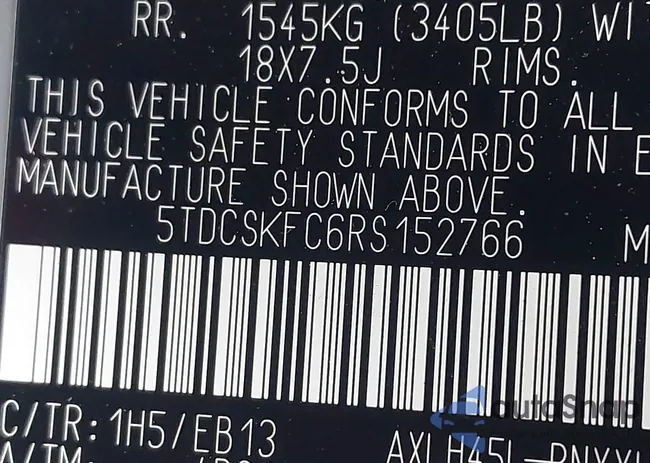 RR. 1545KG (3405LB)
18X7.5J RIMS.
THIS VEHICLE CONFORMS TO ALL
VEHICLE SAFETY STANDARDS IN
MANUFACTURE SHOWN ABOVE.
5TDCSKFC6RS152766
C/TR: 1H5/EB13
autoSnap